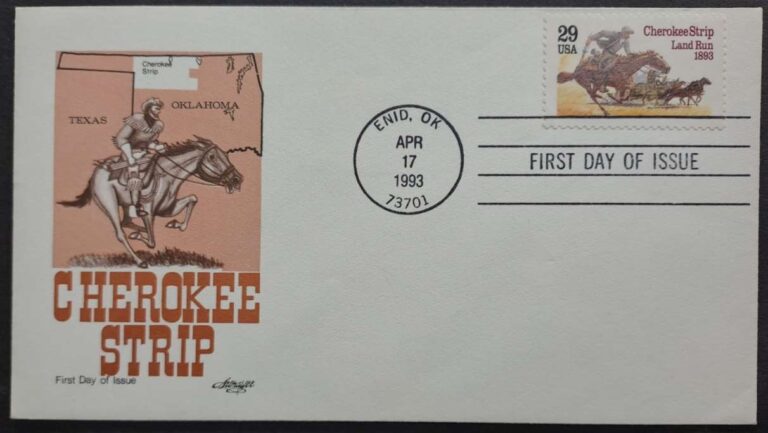 Cherokee
Strip
TEXAS
OKLAHOMA
CHEROKEE
STRIP
First Day of Issue
ENID, OK
APR
17
1993
73701
29
USA
Cherokee Strip
Land Run
1893
FIRST DAY OF ISSUE